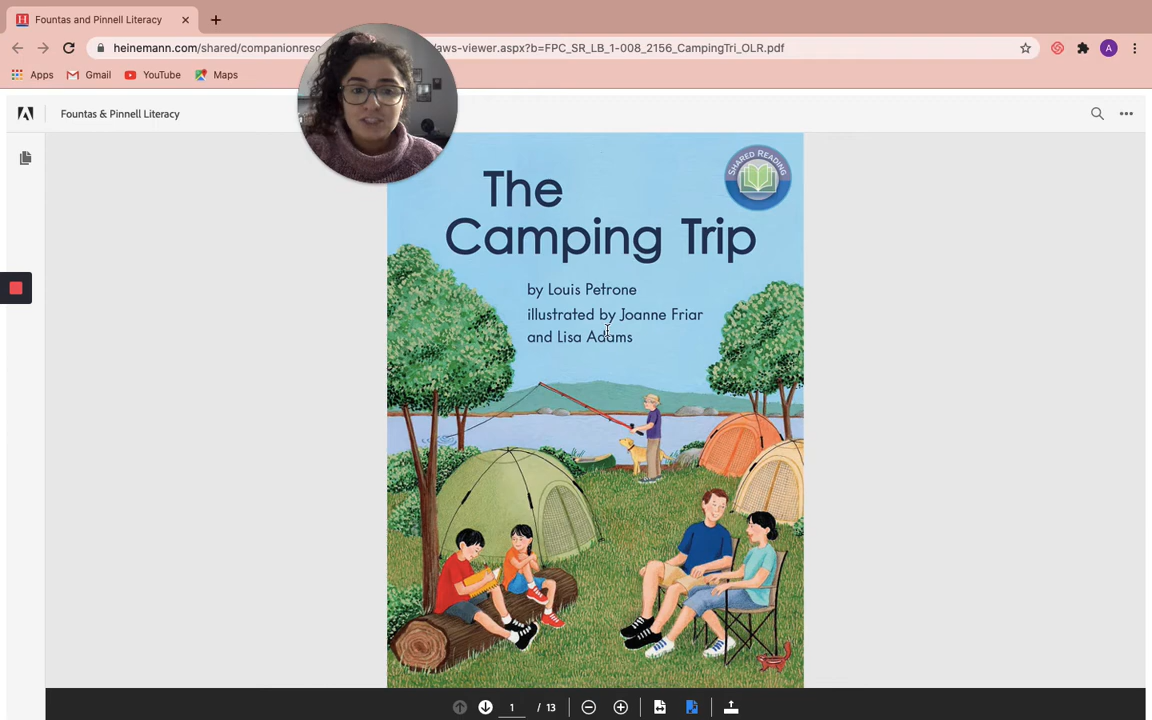 Fountas and Pinnell Literacy
heinemann.com/shared/companionreso
aws-viewer.aspx?b=FPC_SR_LB_1-008_2156_CampingTri_OLR.pdf
A
Apps
Gmail
YouTube
Maps
Fountas & Pinnell Literacy
SHARED READING
The
Camping Trip
by Louis Petrone
illustrated by Joanne Friar
and Lisa Adams
1 / 13